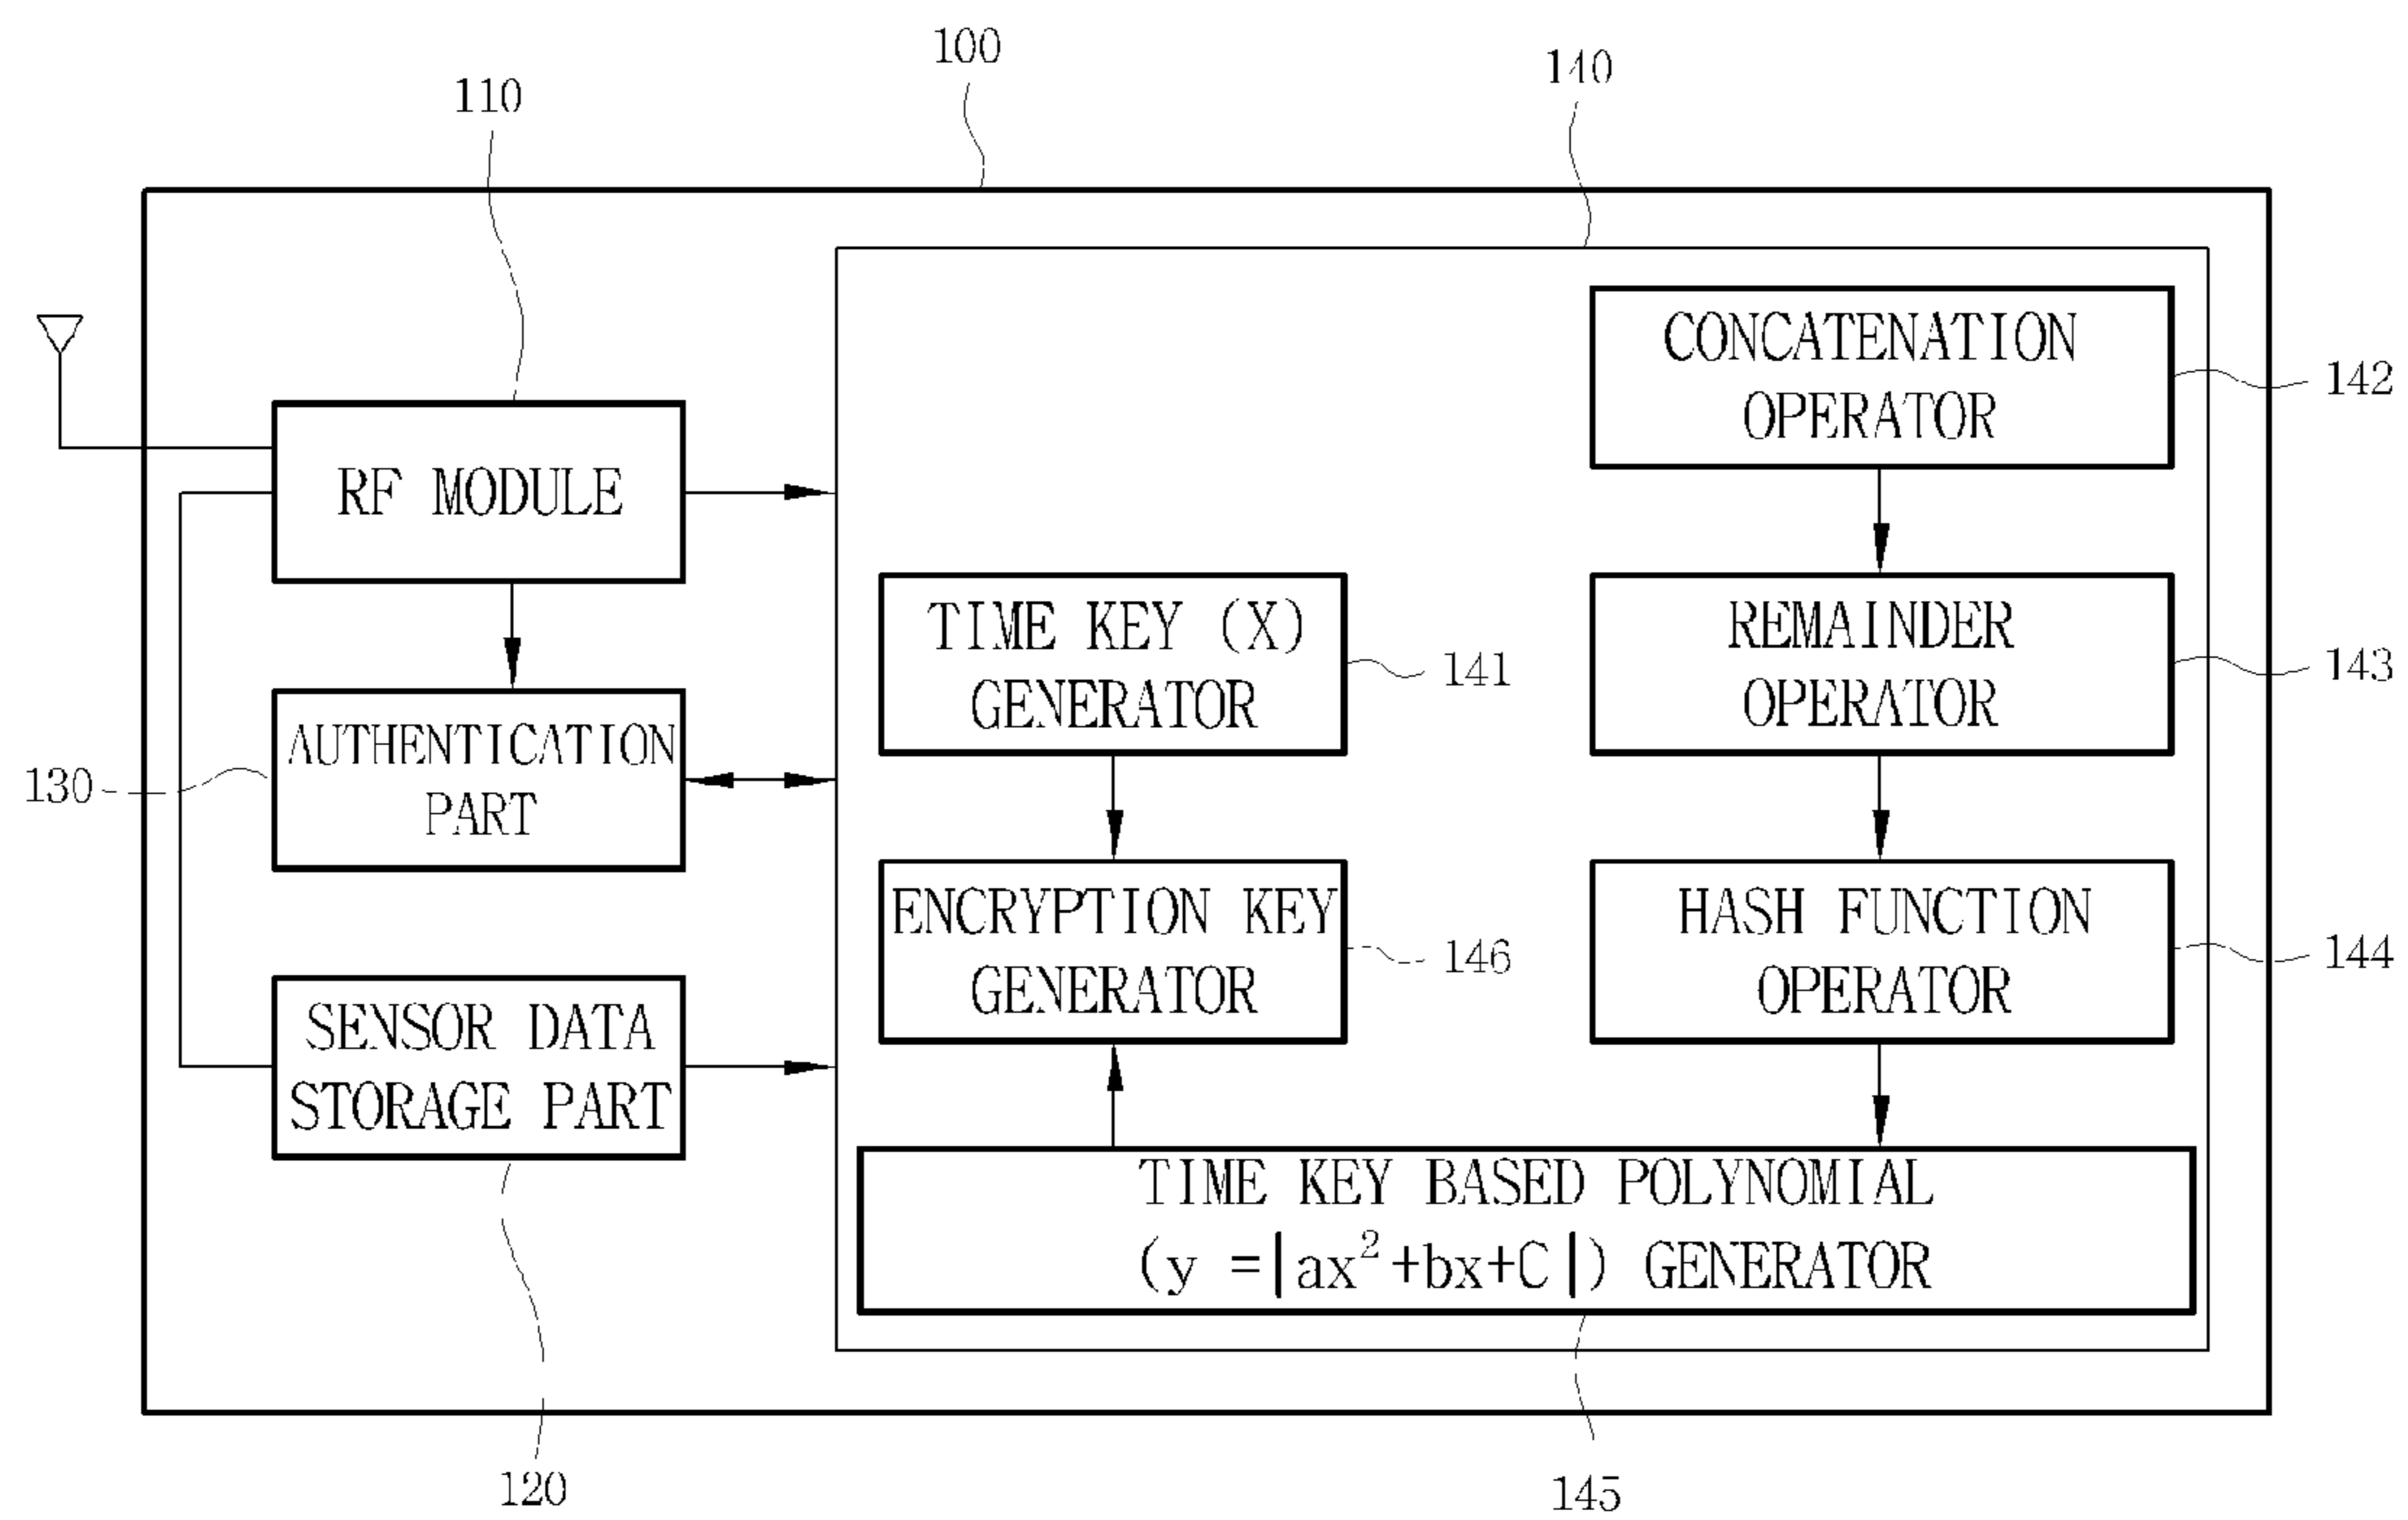 100
140
110
CONCATENATION
OPERATOR
142
RF MODULE
TIME KEY (X)
GENERATOR
141
REMAINDER
OPERATOR
143
AUTHENTICATION
PART
130
ENCRYPTION KEY
GENERATOR
146
HASH FUNCTION
OPERATOR
144
SENSOR DATA
STORAGE PART
TIME KEY BASED POLYNOMIAL
(y =|ax²+bx+C|) GENERATOR
120
145